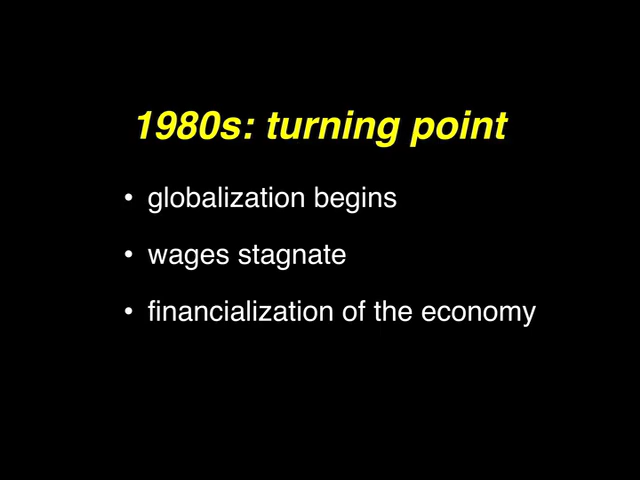 1980s: turning point
• globalization begins
• wages stagnate
• financialization of the economy